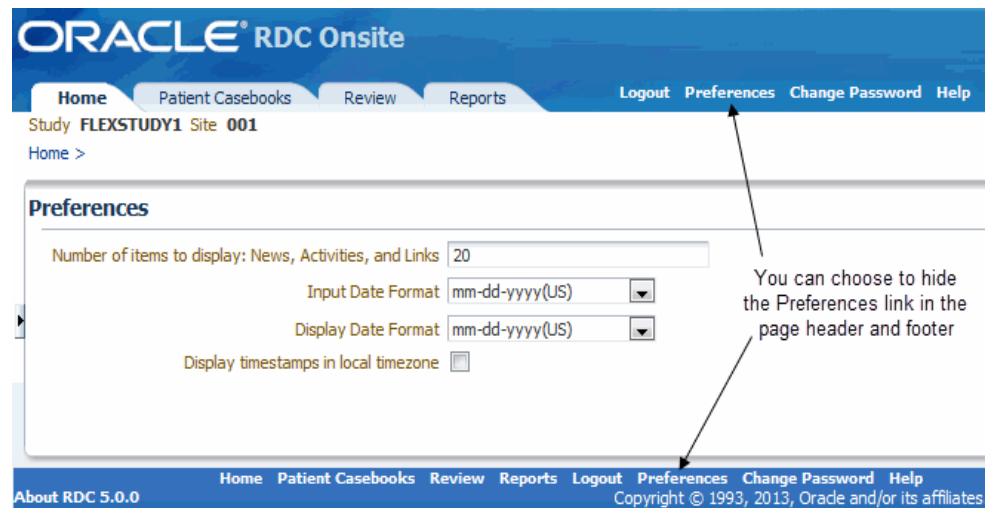 ORACLE® RDC Onsite
Home Patient Casebooks Review Reports Logout Preferences Change Password Help
Study FLEXSTUDY1 Site 001
Home >
Preferences
Number of items to display: News, Activities, and Links 20
Input Date Format mm-dd-yyyy(US)
Display Date Format mm-dd-yyyy(US)
Display timestamps in local timezone
You can choose to hide
the Preferences link in the
page header and footer
Home Patient Casebooks Review Reports Logout Preferences Change Password Help
About RDC 5.0.0 Copyright © 1993, 2013, Oracle and/or its affiliates